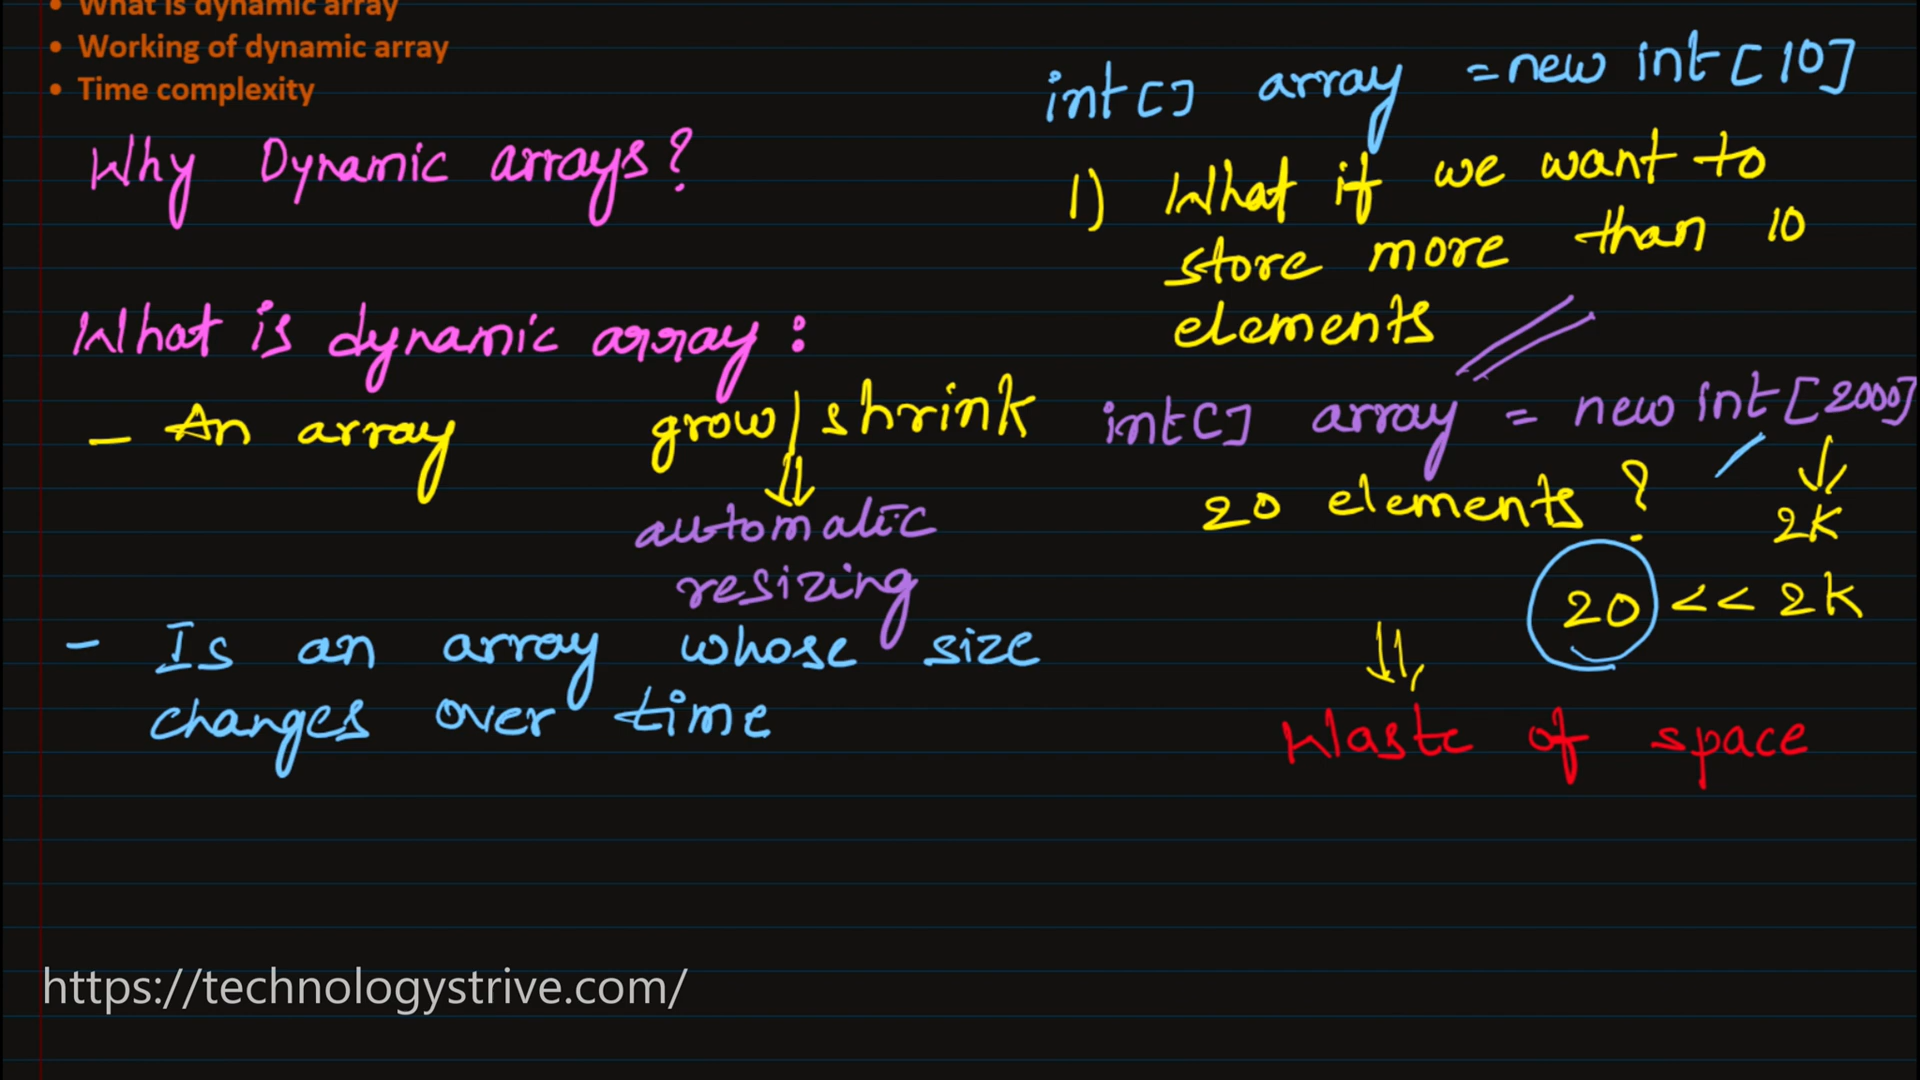 • What is dynamic array
• Working of dynamic array
• Time complexity
Why Dynamic arrays?
What is dynamic array:
- An array grow/shrink
automatic
resizing
- Is an array whose size
changes over time
int[] array = new int[10]
1) What if we want to
store more than 10
elements
int[] array = new int[2000]
20 elements ?
2K
20 << 2K
Waste of space
https://technologystrive.com/